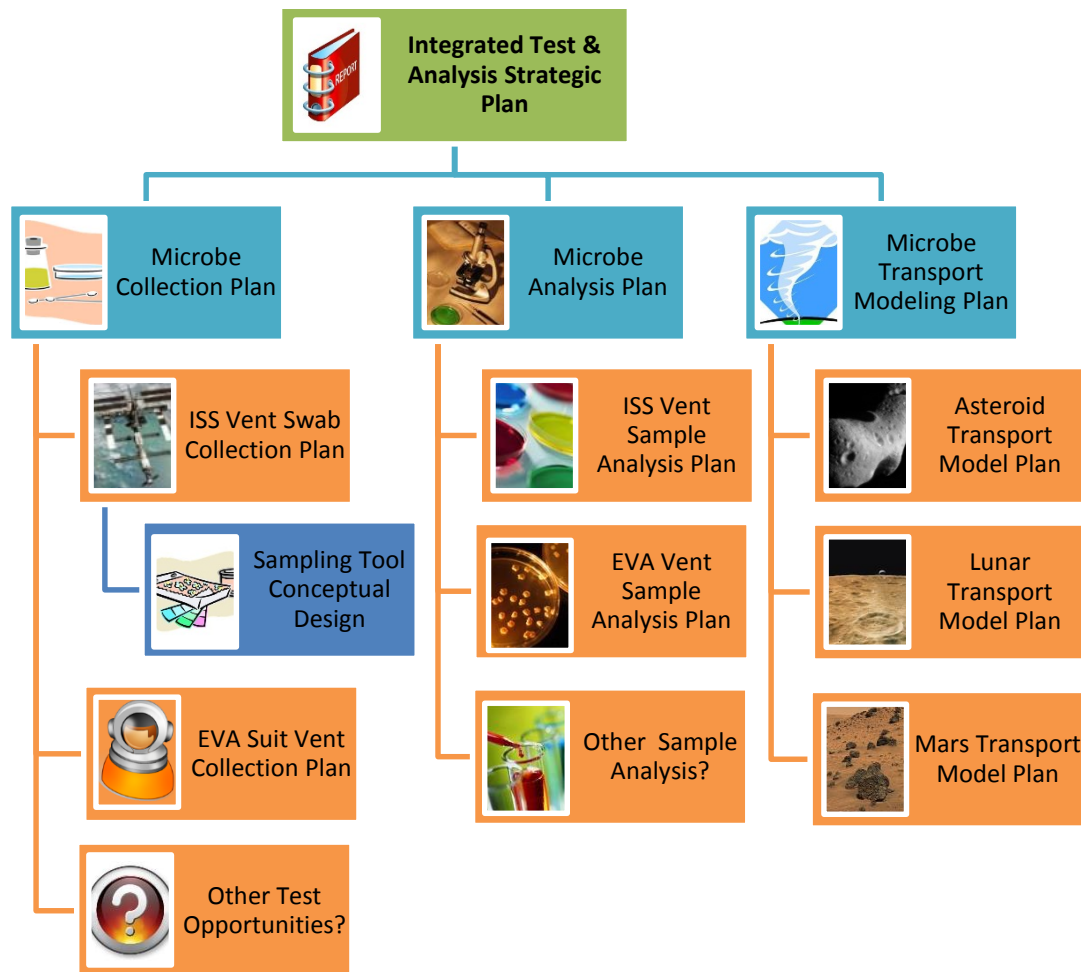 REPORT
Integrated Test &
Analysis Strategic
Plan
Microbe
Collection Plan
ISS Vent Swab
Collection Plan
Sampling Tool
Conceptual
Design
EVA Suit Vent
Collection Plan
Other Test
Opportunities?
Microbe
Analysis Plan
ISS Vent
Sample
Analysis Plan
EVA Vent
Sample
Analysis Plan
Other Sample
Analysis?
Microbe
Transport
Modeling Plan
Asteroid
Transport
Model Plan
Lunar
Transport
Model Plan
Mars Transport
Model Plan